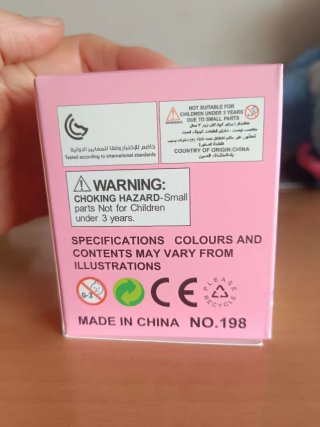 خاضع للإختبار وفقا للمعايير الدولية
Tested according to international standards
NOT SUITABLE FOR
CHILDREN UNDER 3 YEARS
DUE TO SMALL PARTS
COUNTRY OF ORIGIN:CHINA
WARNING:
CHOKING HAZARD-Small
parts Not for Children
under 3 years.
SPECIFICATIONS COLOURS AND
CONTENTS MAY VARY FROM
ILLUSTRATIONS
0-3
CE
PLEASE RECYCLE
MADE IN CHINA NO.198